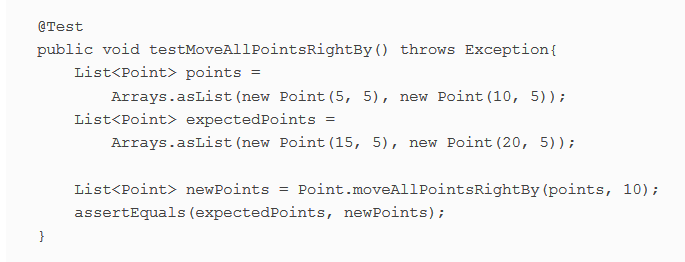 @Test
public void testMoveAllPointsRightBy() throws Exception{
    List<Point> points =
        Arrays.asList(new Point(5, 5), new Point(10, 5));
    List<Point> expectedPoints =
        Arrays.asList(new Point(15, 5), new Point(20, 5));

    List<Point> newPoints = Point.moveAllPointsRightBy(points, 10);
    assertEquals(expectedPoints, newPoints);
}